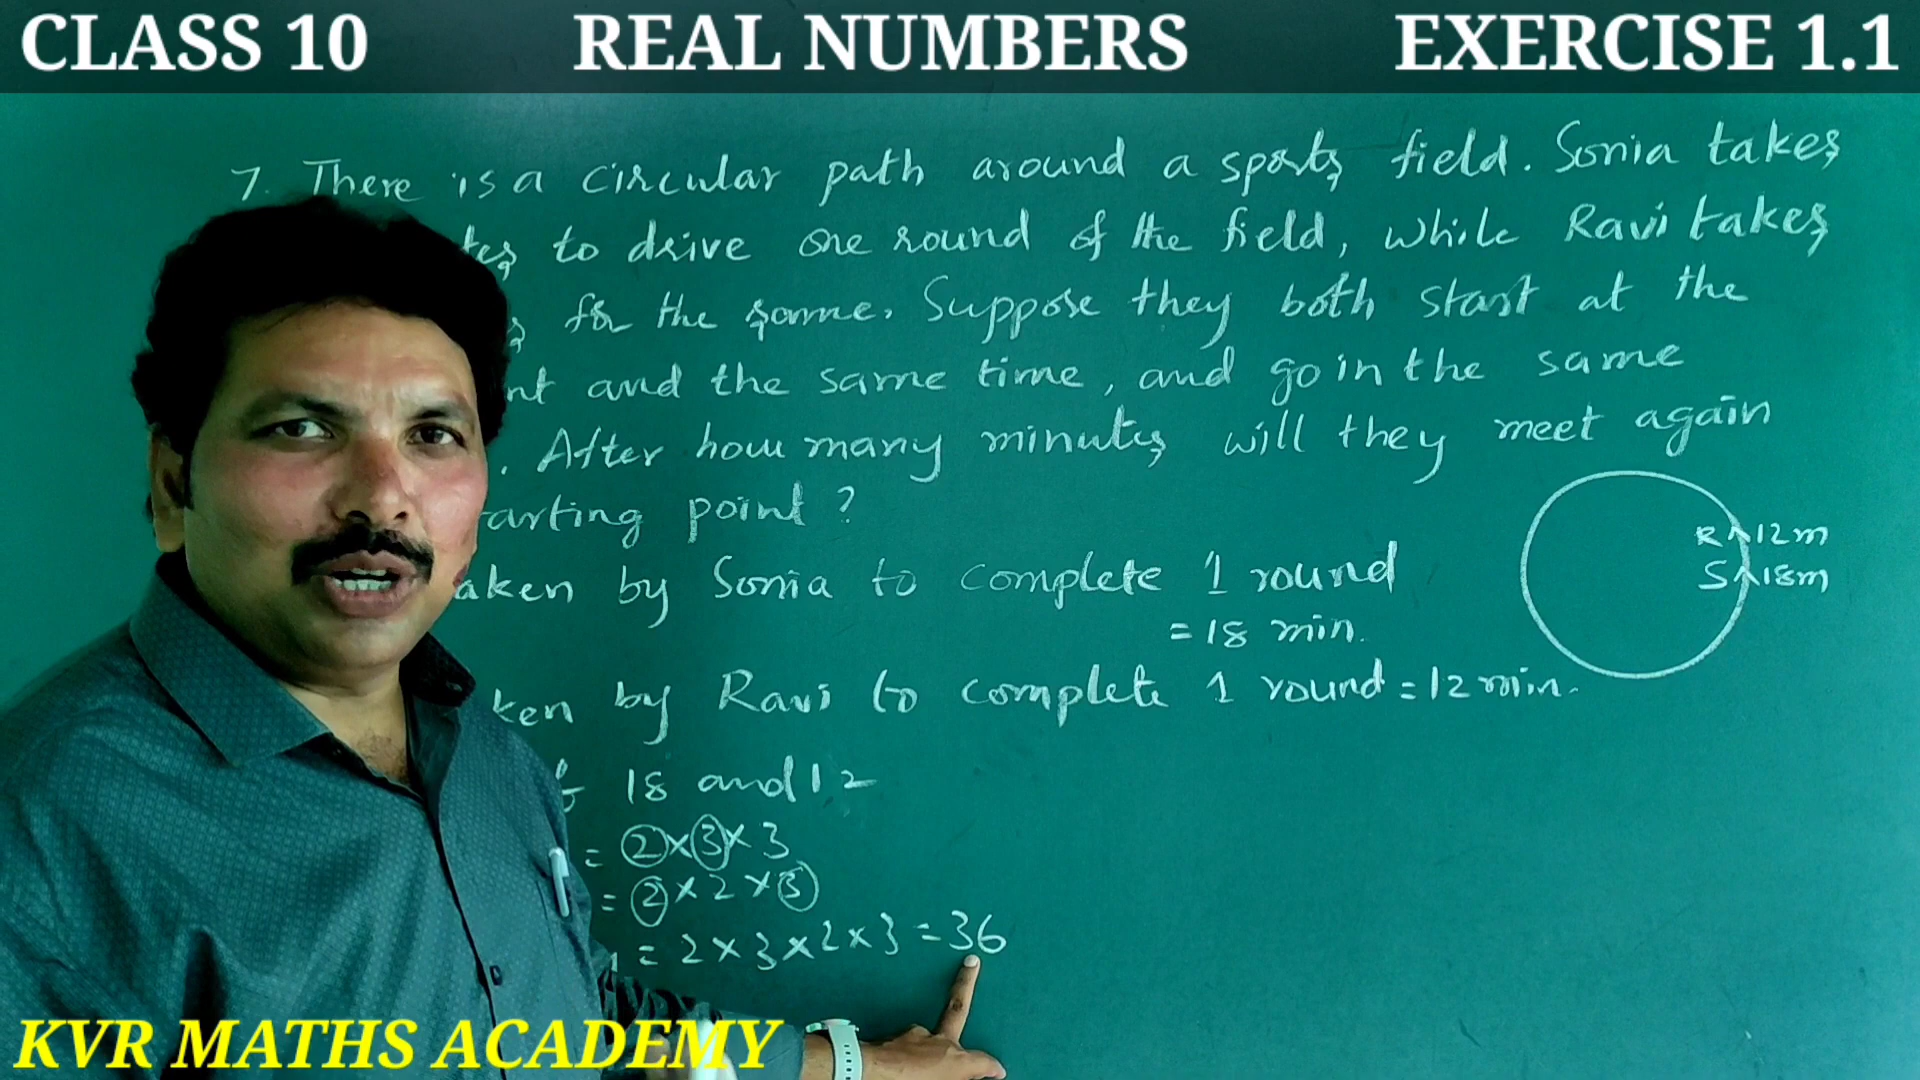 CLASS 10 REAL NUMBERS EXERCISE 1.1
7. There is a circular path around a sports field. Sonia takes
to drive one round of the field, while Ravi takes
for the same. Suppose they both start at the
and the same time, and go in the same
. After how many minutes will they meet again
arting point ?
aken by Sonia to complete 1 round
= 18 min.
ken by Ravi to complete 1 round = 12 min.
R 12m
S 18m
18 and 12
= 2 × 3 × 3
= 2 × 2 × 3
= 2 × 3 × 2 × 3 = 36
KVR MATHS ACADEMY